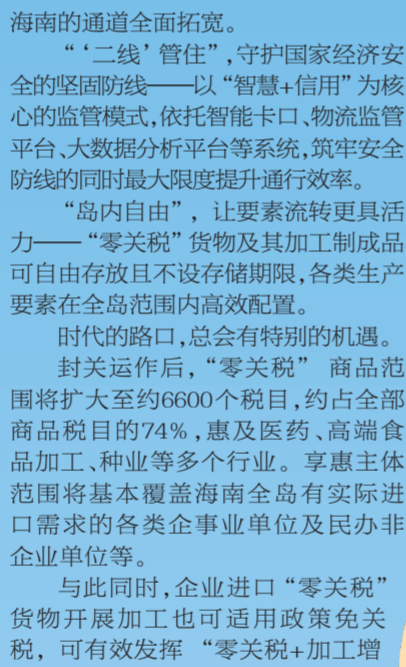 海南的通道全面拓宽。
“‘二线’管住”，守护国家经济安
全的坚固防线——以“智慧+信用”为核
心的监管模式，依托智能卡口、物流监管
平台、大数据分析平台等系统，筑牢安全
防线的同时最大限度提升通行效率。
“岛内自由”，让要素流转更具活
力——“零关税”货物及其加工制成品
可自由存放且不设存储期限，各类生产
要素在全岛范围内高效配置。
时代的路口，总会有特别的机遇。
封关运作后，“零关税” 商品范
围将扩大至约6600个税目，约占全部
商品税目的74%，惠及医药、高端食
品加工、种业等多个行业。享惠主体
范围将基本覆盖海南全岛有实际进
口需求的各类企事业单位及民办非
企业单位等。
与此同时，企业进口“零关税”
货物开展加工也可适用政策免关
税，可有效发挥 “零关税+加工增